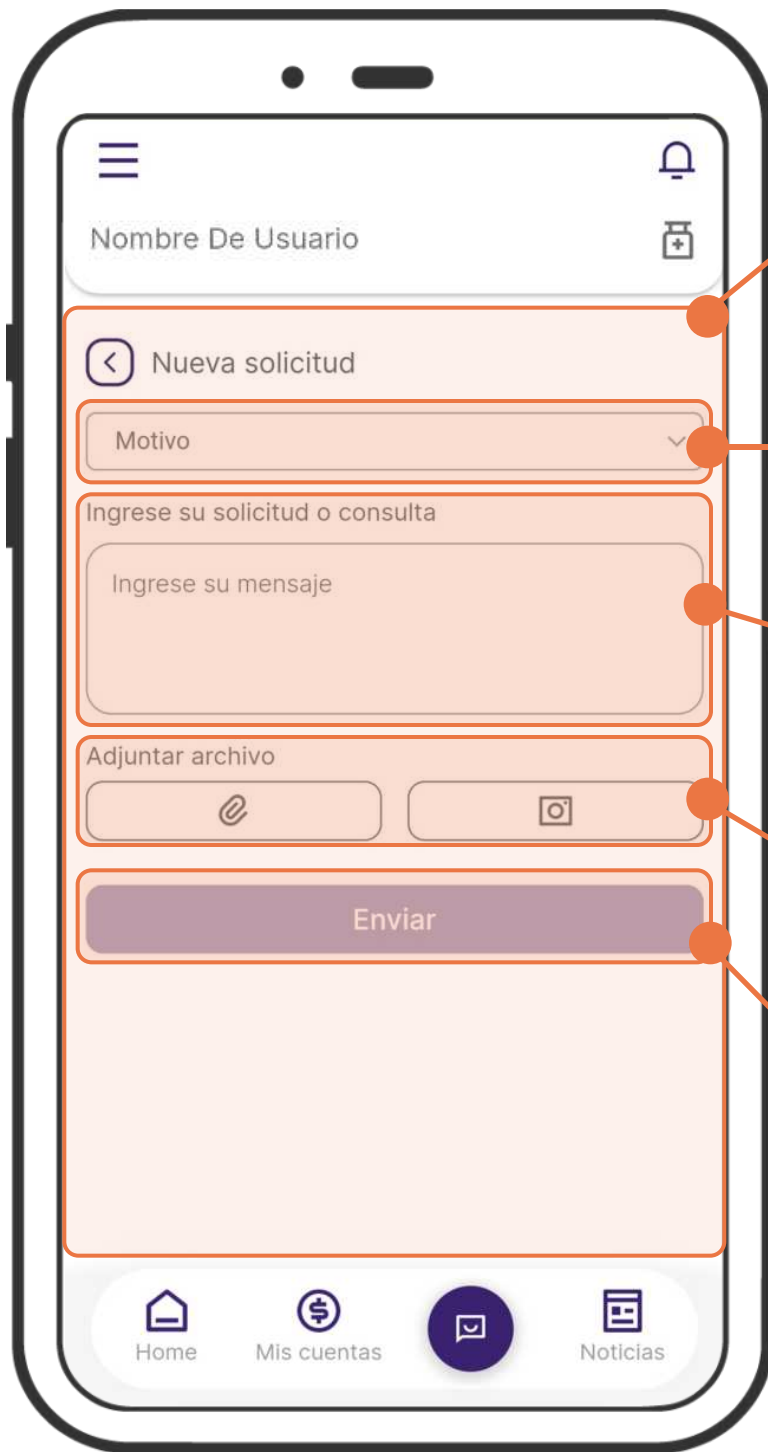 Nombre De Usuario
Nueva solicitud
Motivo
Ingrese su solicitud o consulta
Ingrese su mensaje
Adjuntar archivo
Enviar
Home
Mis cuentas
Noticias